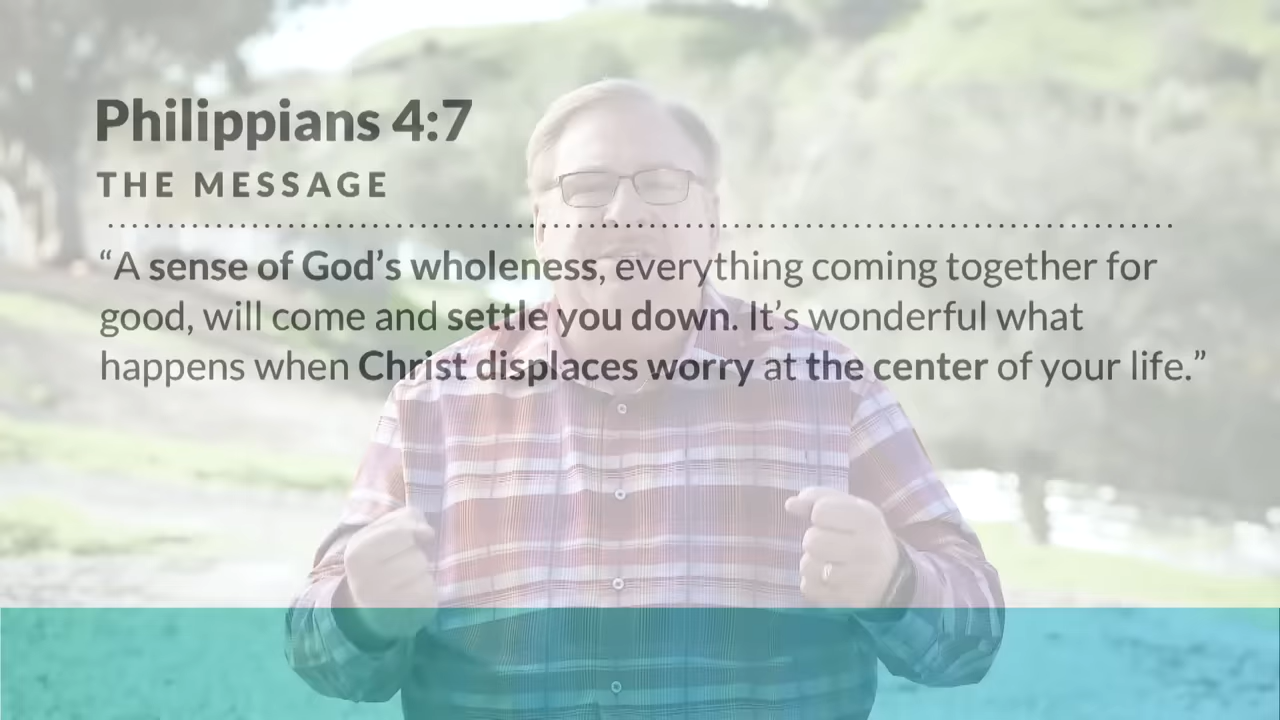 Philippians 4:7
THE MESSAGE
“A sense of God’s wholeness, everything coming together for
good, will come and settle you down. It’s wonderful what
happens when Christ displaces worry at the center of your life.”